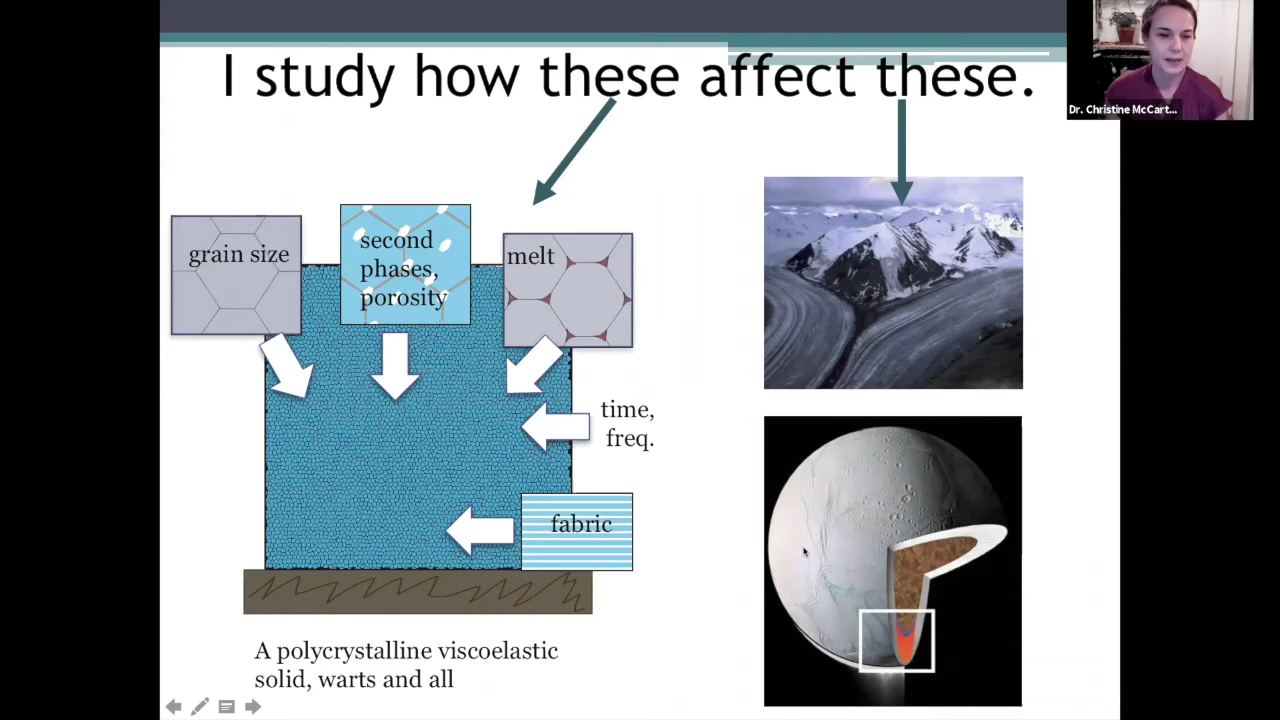 I study how these affect these.
Dr. Christine McCart...
grain size
second
phases,
porosity
melt
time,
freq.
fabric
A polycrystalline viscoelastic
solid, warts and all